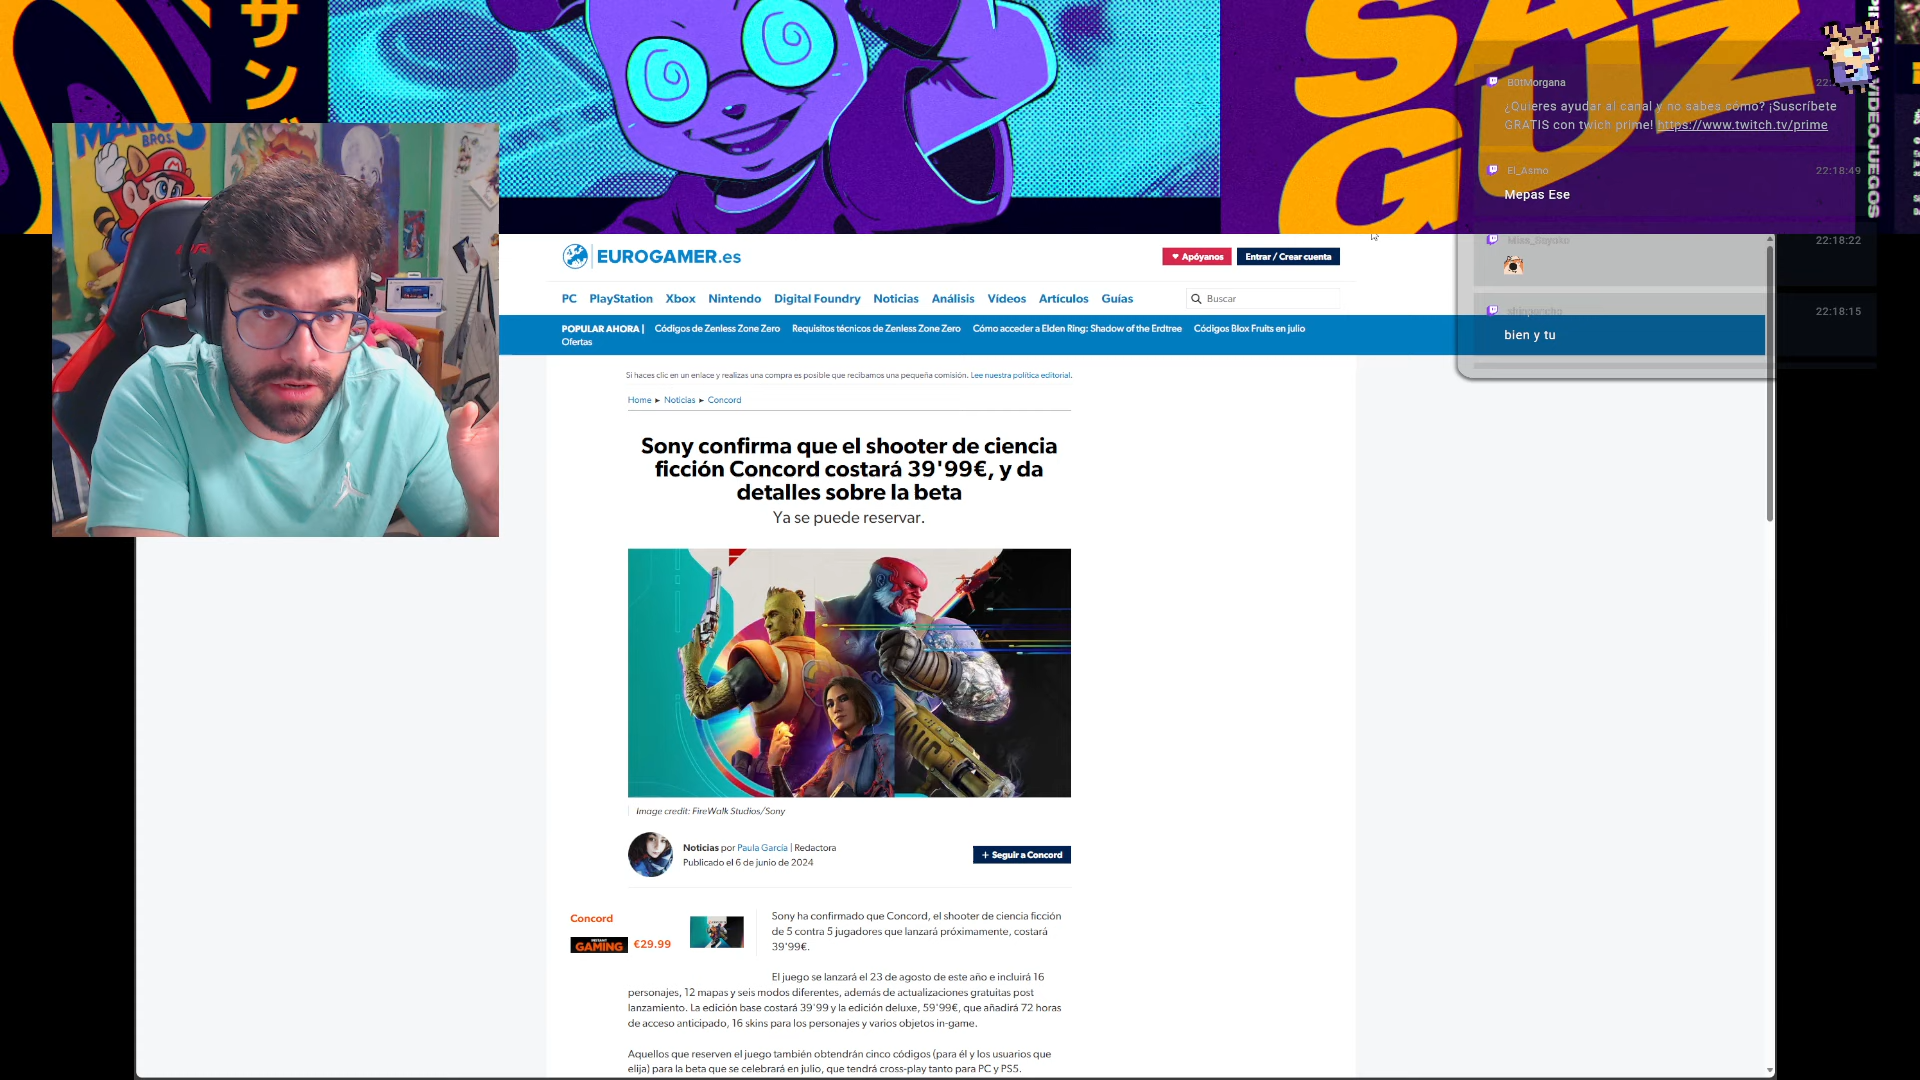 サン
MARIO 3
BROS.
B0tMorgana
¿Quieres ayudar al canal y no sabes como? ¡Suscríbete
GRATIS con twich prime! https://www.twitch.tv/prime
El_Asmo 22:18:49
Mepas Ese
22:18:22
22:18:15
bien y tu
VIDEOJUEGOS
EUROGAMER.es
Apóyanos
Entrar / Crear cuenta
PC PlayStation Xbox Nintendo Digital Foundry Noticias Análisis Vídeos Artículos Guías
Buscar
POPULAR AHORA | Códigos de Zenless Zone Zero Requisitos técnicos de Zenless Zone Zero Cómo acceder a Elden Ring: Shadow of the Erdtree Códigos Blox Fruits en julio
Ofertas
Si haces clic en un enlace y realizas una compra es posible que recibamos una pequeña comisión. Lee nuestra política editorial.
Home ► Noticias ► Concord
Sony confirma que el shooter de ciencia
ficción Concord costará 39'99€, y da
detalles sobre la beta
Ya se puede reservar.
Image credit: FireWalk Studios/Sony
Noticias por Paula García | Redactora
Publicado el 6 de junio de 2024
+ Seguir a Concord
Concord
INSTANT
GAMING €29.99
Sony ha confirmado que Concord, el shooter de ciencia ficción
de 5 contra 5 jugadores que lanzará próximamente, costará
39'99€.
El juego se lanzará el 23 de agosto de este año e incluirá 16
personajes, 12 mapas y seis modos diferentes, además de actualizaciones gratuitas post
lanzamiento. La edición base costará 39'99 y la edición deluxe, 59'99€, que añadirá 72 horas
de acceso anticipado, 16 skins para los personajes y varios objetos in-game.
Aquellos que reserven el juego también obtendrán cinco códigos (para él y los usuarios que
elija) para la beta que se celebrará en julio, que tendrá cross-play tanto para PC y PS5.